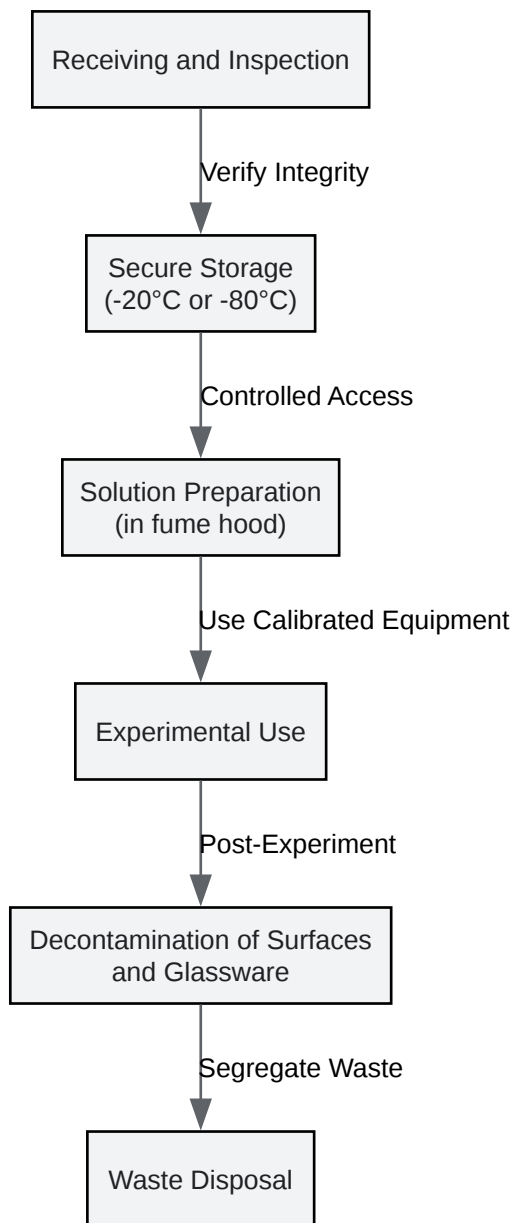 Receiving and Inspection
Verify Integrity
Secure Storage
(-20°C or -80°C)
Controlled Access
Solution Preparation
(in fume hood)
Use Calibrated Equipment
Experimental Use
Post-Experiment
Decontamination of Surfaces
and Glassware
Segregate Waste
Waste Disposal